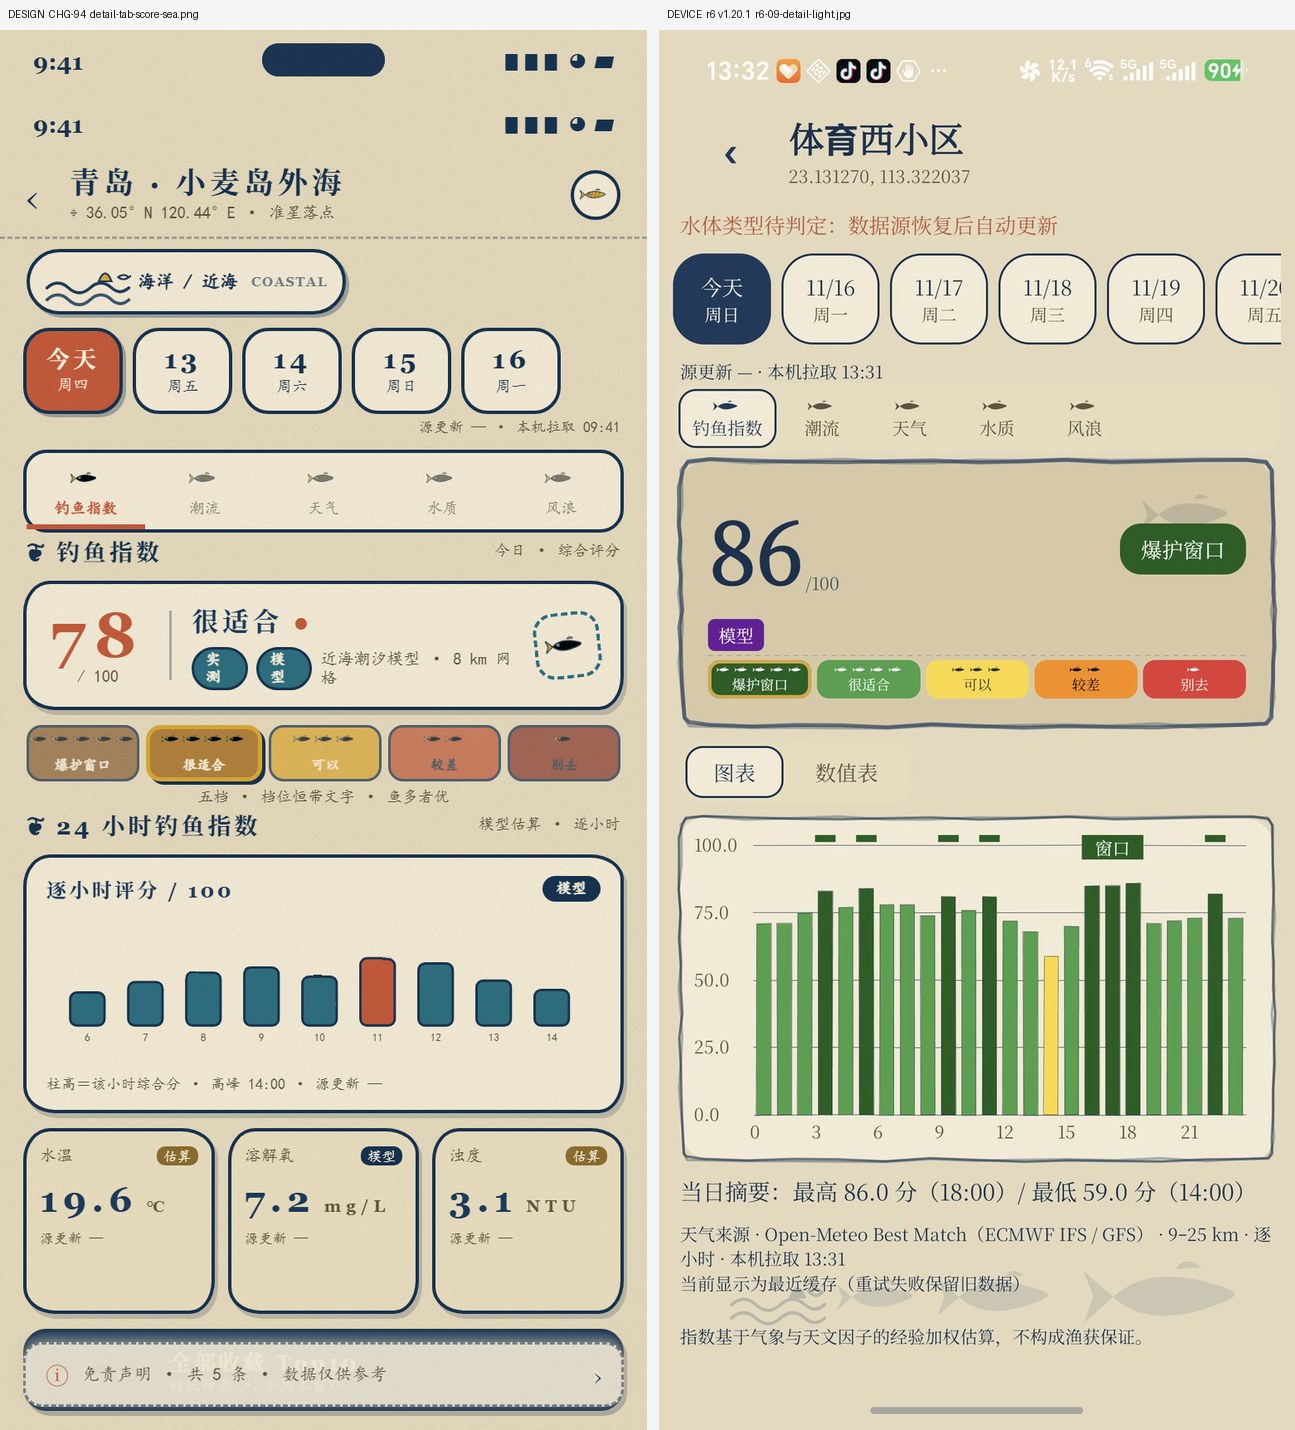 DESIGN CHG-94 detail-tab-score-sea.png
9:41
9:41
青岛 · 小麦岛外海
36.05° N 120.44° E • 准星落点
海洋 / 近海 COASTAL
今天 13 14 15 16
周四 周五 周六 周日 周一
源更新 — • 本机拉取 09:41
钓鱼指数 潮流 天气 水质 风浪
钓鱼指数 今日 • 综合评分
78 / 100
很适合
实测 模型 近海潮汐模型 • 8 km 网格
爆护窗口 很适合 可以 较差 别去
五档 • 档位恒带文字 • 鱼多者优
24 小时钓鱼指数 模型估算 • 逐小时
逐小时评分 / 100 模型
6 7 8 9 10 11 12 13 14
柱高=该小时综合分 • 高峰 14:00 • 源更新 —
水温 估算 溶解氧 模型 浊度 估算
19.6 ℃ 7.2 mg/L 3.1 NTU
源更新 — 源更新 — 源更新 —
全部收藏 Top10
免责声明 • 共 5 条 • 数据仅供参考
DEVICE r6 v1.20.1 r6-09-detail-light.jpg
13:32 ··· 12.1 K/s 6 5G 5G 90
体育西小区
23.131270, 113.322037
水体类型待判定：数据源恢复后自动更新
今天 11/16 11/17 11/18 11/19 11/20
周日 周一 周二 周三 周四 周五
源更新 — · 本机拉取 13:31
钓鱼指数 潮流 天气 水质 风浪
86 /100 爆护窗口
模型
爆护窗口 很适合 可以 较差 别去
图表 数值表
窗口
100.0
75.0
50.0
25.0
0.0
0 3 6 9 12 15 18 21
当日摘要：最高 86.0 分（18:00）/ 最低 59.0 分（14:00）
天气来源 · Open-Meteo Best Match（ECMWF IFS / GFS） · 9–25 km · 逐
小时 · 本机拉取 13:31
当前显示为最近缓存（重试失败保留旧数据）
指数基于气象与天文因子的经验加权估算，不构成渔获保证。